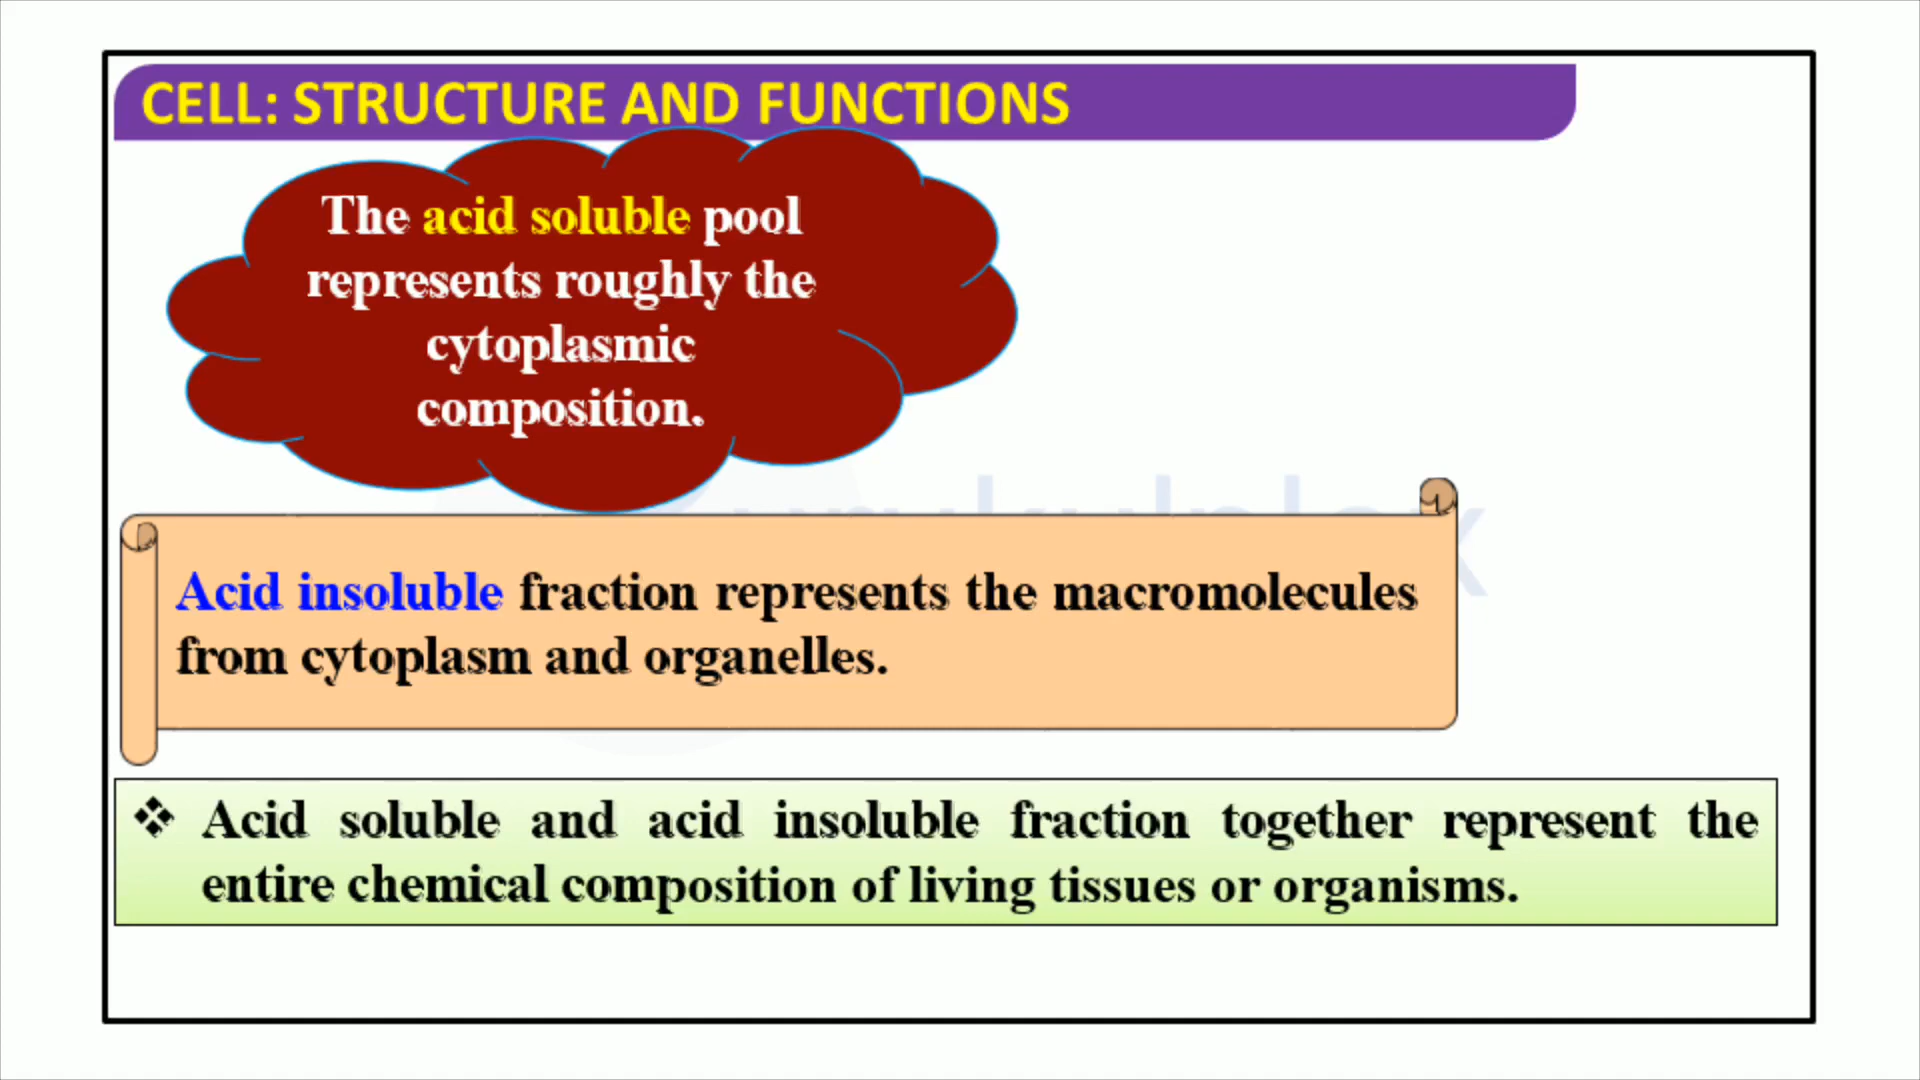 CELL: STRUCTURE AND FUNCTIONS
The acid soluble pool
represents roughly the
cytoplasmic
composition.
Acid insoluble fraction represents the macromolecules
from cytoplasm and organelles.
❖ Acid soluble and acid insoluble fraction together represent the
entire chemical composition of living tissues or organisms.